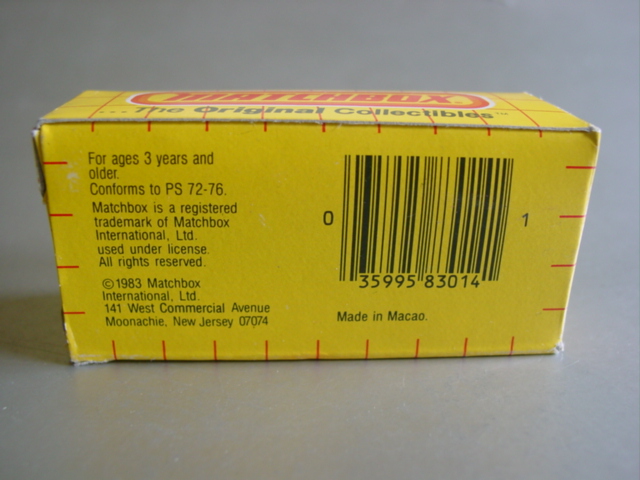 MATCHBOX
...The Original Collectibles™
For ages 3 years and
older.
Conforms to PS 72-76.
Matchbox is a registered
trademark of Matchbox
International, Ltd.
used under license.
All rights reserved.
©1983 Matchbox
International, Ltd.
141 West Commercial Avenue
Moonachie, New Jersey 07074
0 35995 83014 1
Made in Macao.